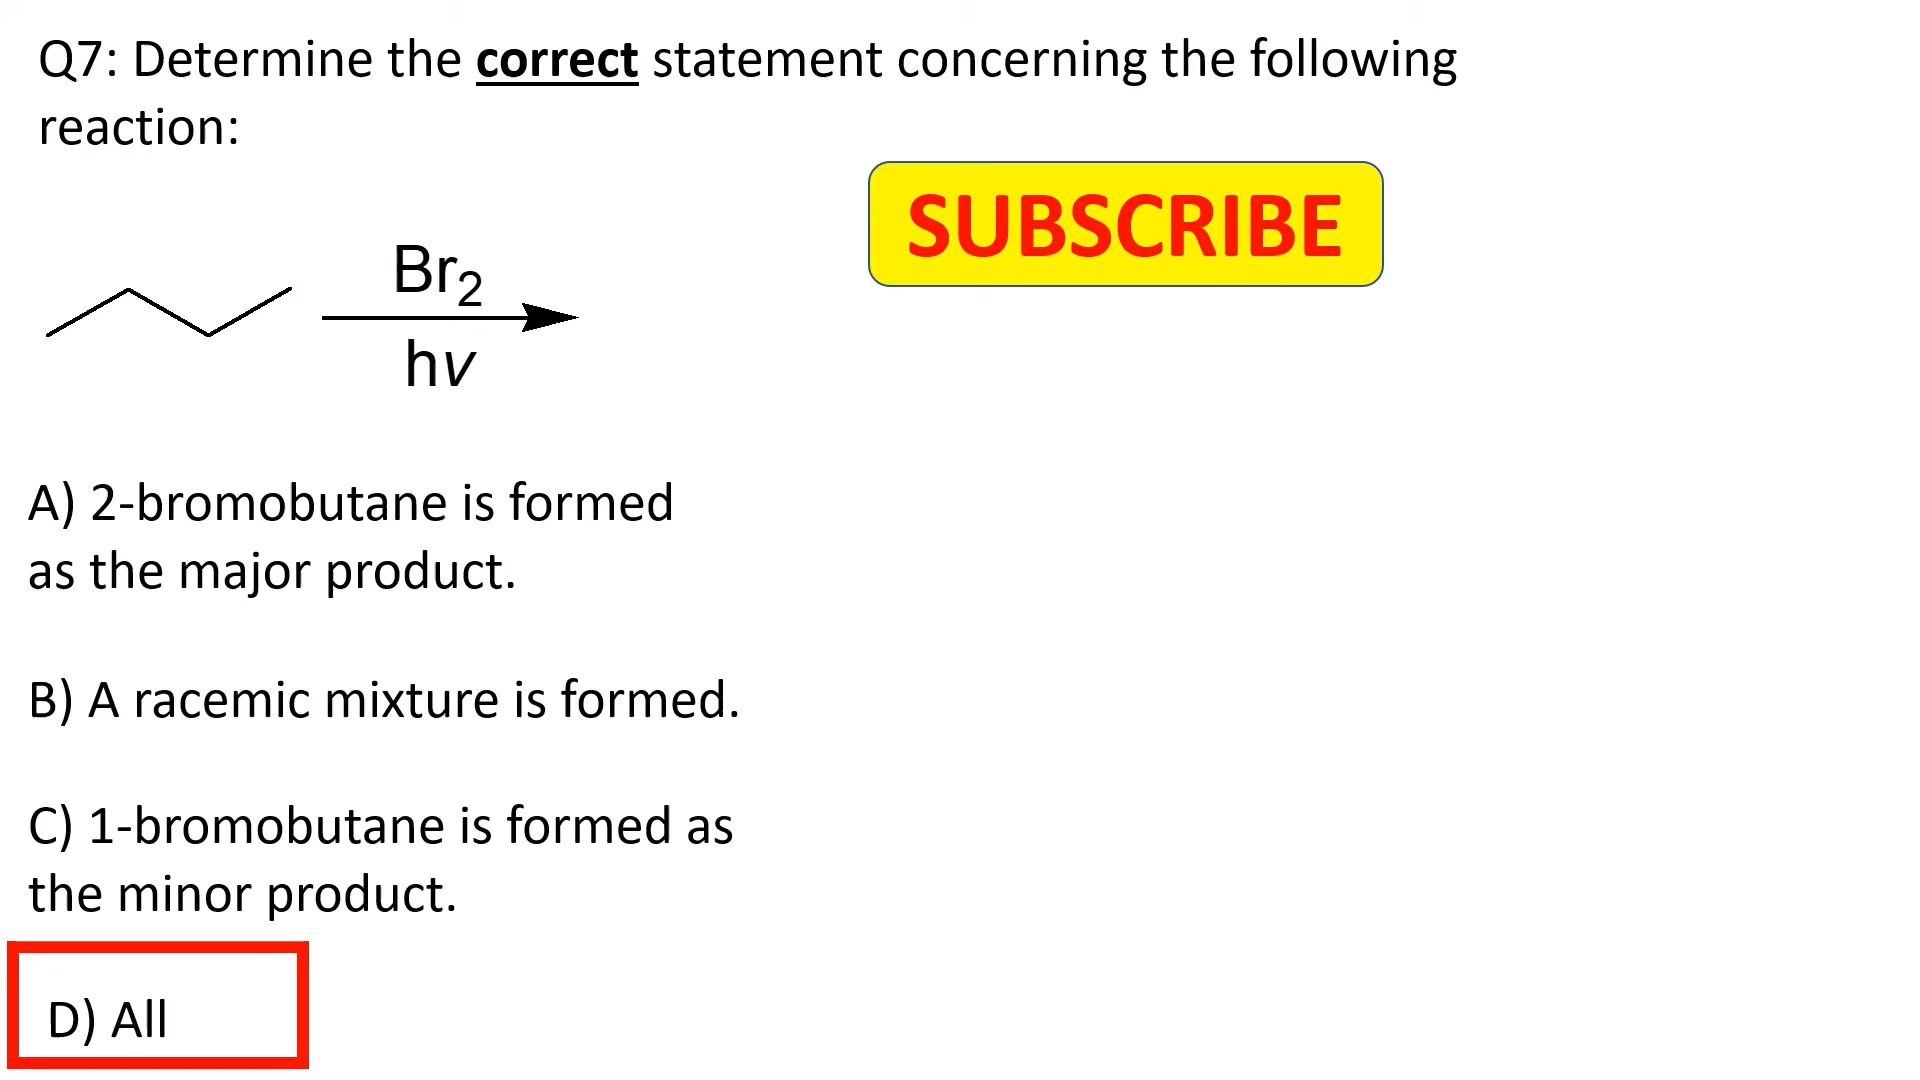 Q7: Determine the correct statement concerning the following
reaction:
SUBSCRIBE
Br2
hv
A) 2-bromobutane is formed
as the major product.
B) A racemic mixture is formed.
C) 1-bromobutane is formed as
the minor product.
D) All